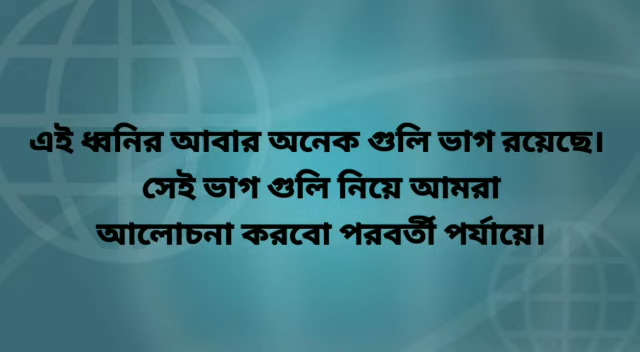 এই ধ্বনির আবার অনেক গুলি ভাগ রয়েছে।
সেই ভাগ গুলি নিয়ে আমরা
আলোচনা করবো পরবর্তী পর্যায়ে।